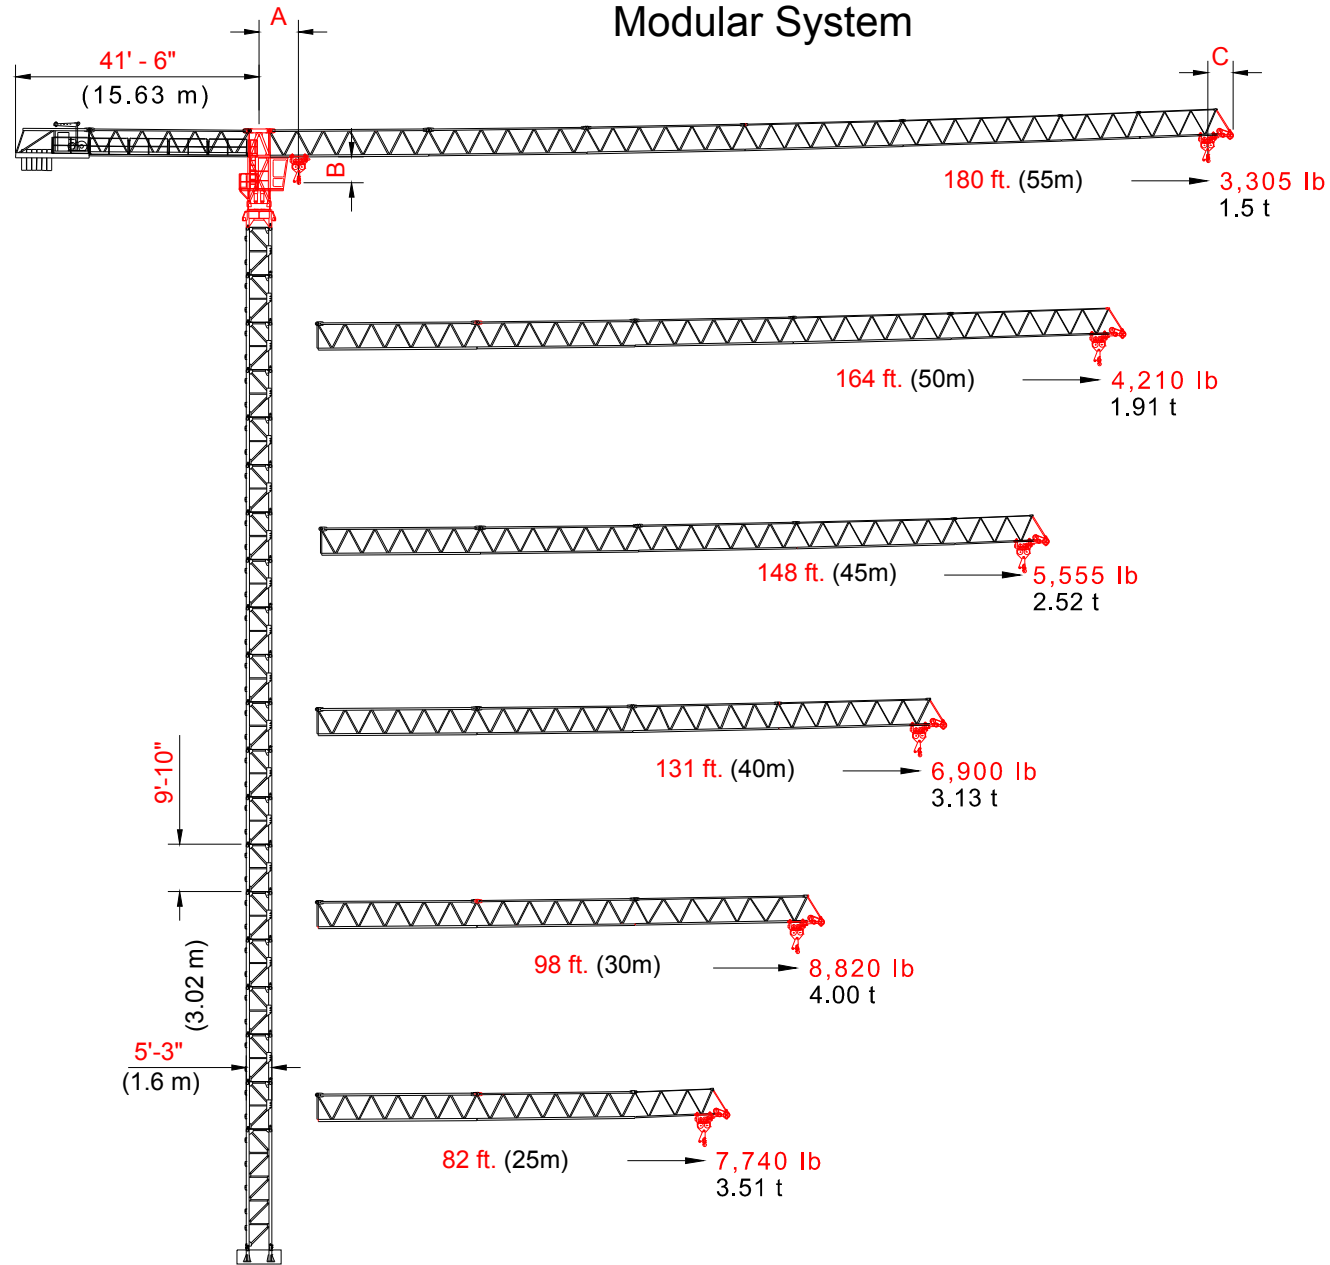 Modular System
A
41' - 6"
(15.63 m)
C
B
180 ft. (55m)
3,305 lb
1.5 t
164 ft. (50m)
4,210 lb
1.91 t
148 ft. (45m)
5,555 lb
2.52 t
131 ft. (40m)
6,900 lb
3.13 t
9'-10"
(3.02 m)
98 ft. (30m)
8,820 lb
4.00 t
5'-3"
(1.6 m)
82 ft. (25m)
7,740 lb
3.51 t